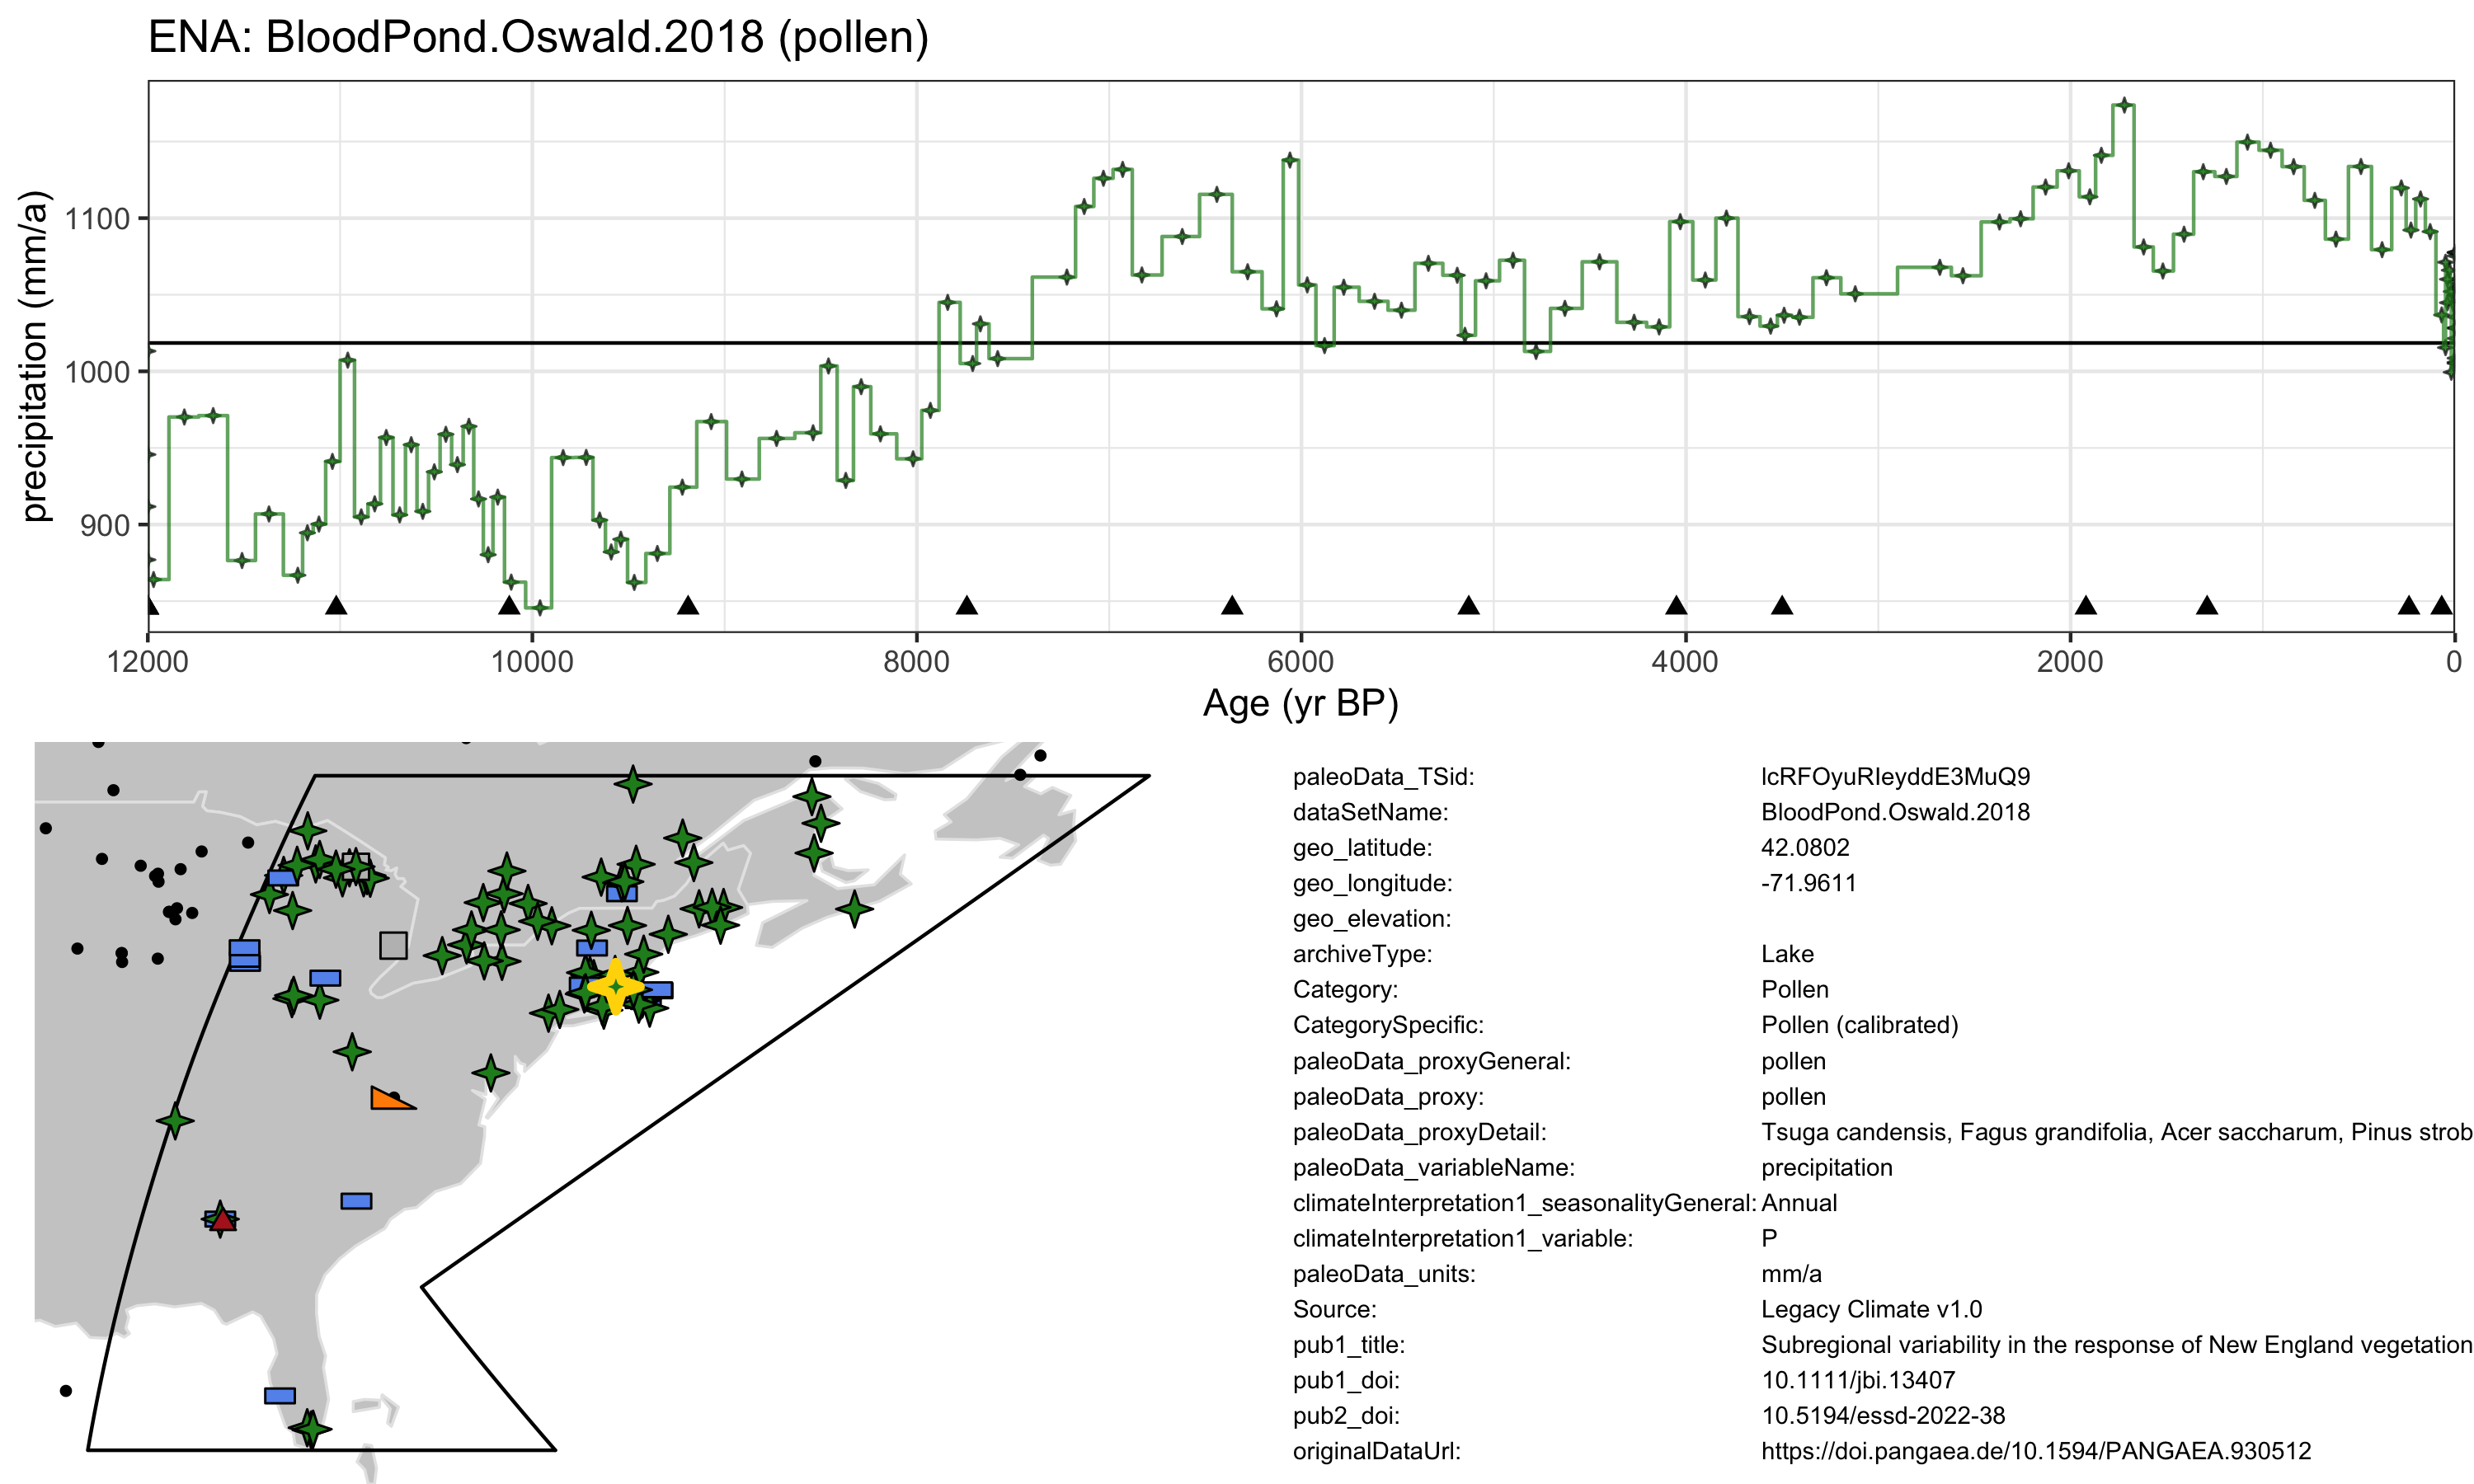 ENA: BloodPond.Oswald.2018 (pollen)
precipitation (mm/a)
1100
1000
900
12000 10000 8000 6000 4000 2000 0
Age (yr BP)
paleoData_TSid: lcRFOyuRIeyddE3MuQ9
dataSetName: BloodPond.Oswald.2018
geo_latitude: 42.0802
geo_longitude: -71.9611
geo_elevation:
archiveType: Lake
Category: Pollen
CategorySpecific: Pollen (calibrated)
paleoData_proxyGeneral: pollen
paleoData_proxy: pollen
paleoData_proxyDetail: Tsuga candensis, Fagus grandifolia, Acer saccharum, Pinus strob
paleoData_variableName: precipitation
climateInterpretation1_seasonalityGeneral: Annual
climateInterpretation1_variable: P
paleoData_units: mm/a
Source: Legacy Climate v1.0
pub1_title: Subregional variability in the response of New England vegetation
pub1_doi: 10.1111/jbi.13407
pub2_doi: 10.5194/essd-2022-38
originalDataUrl: https://doi.pangaea.de/10.1594/PANGAEA.930512